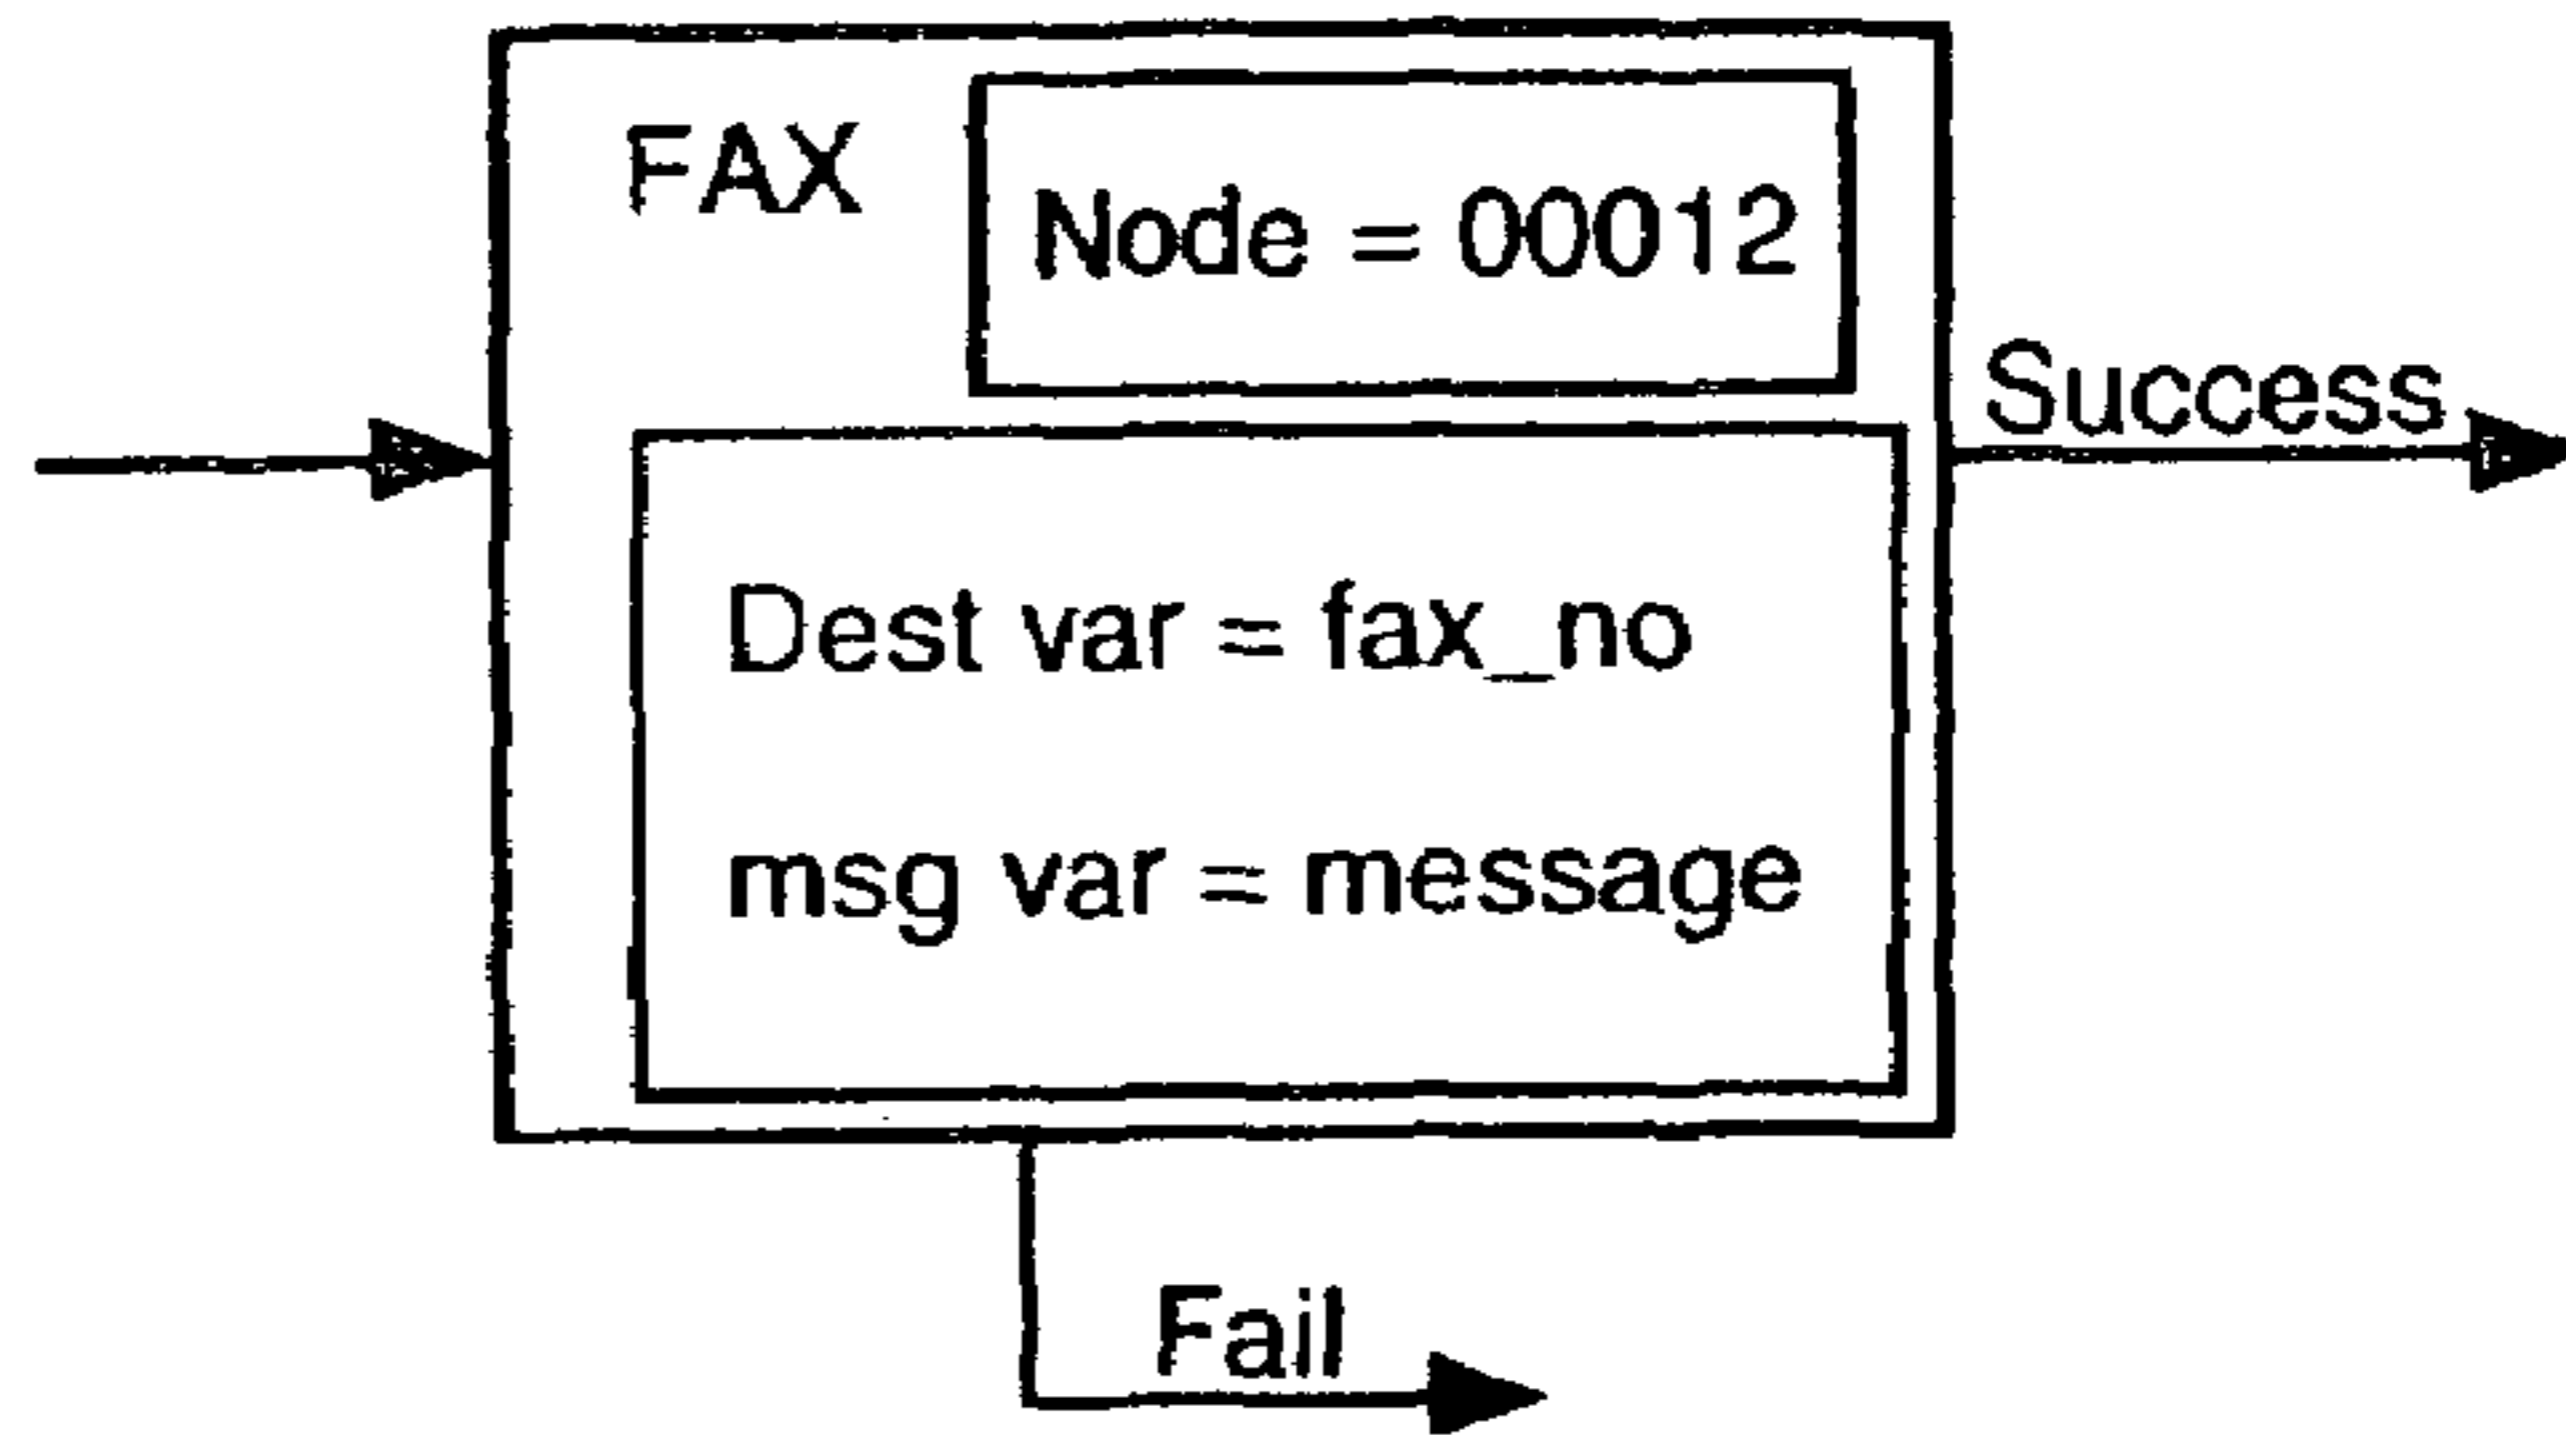 FAX
Node = 00012
Success
Dest var = fax_no
msg var = message
Fail